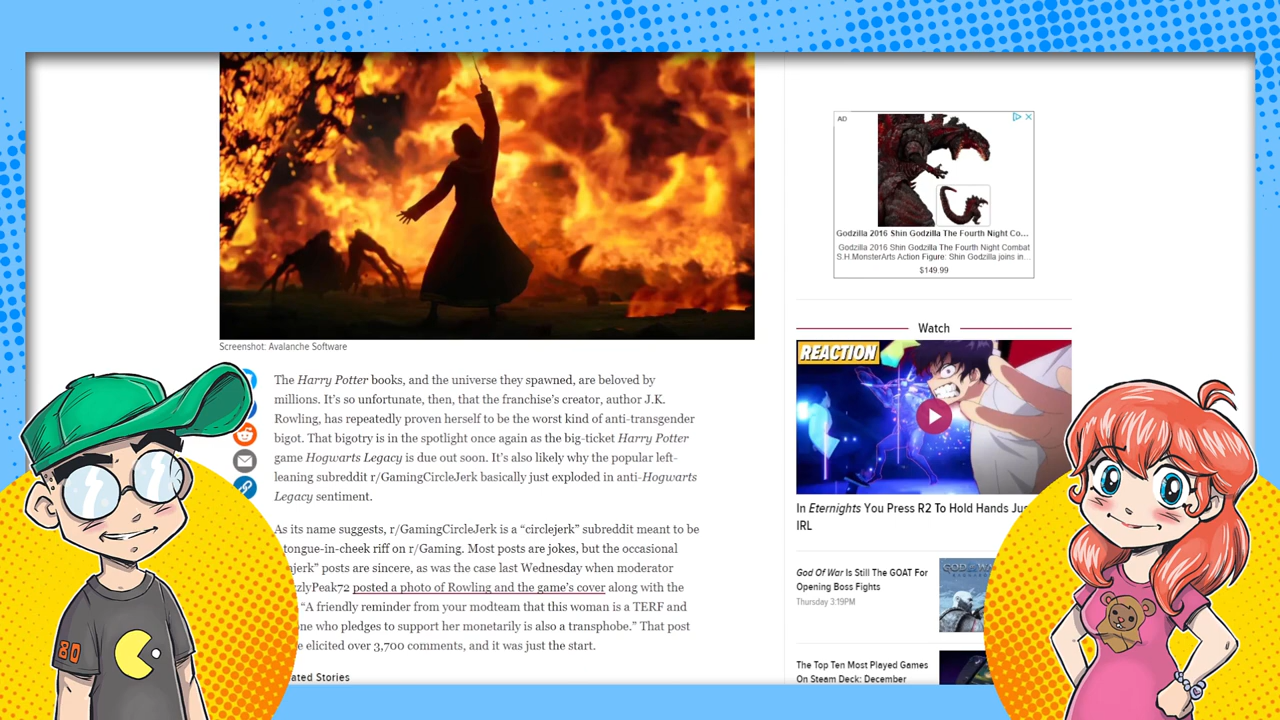 AD
Godzilla 2016 Shin Godzilla The Fourth Night Co...
Godzilla 2016 Shin Godzilla The Fourth Night Combat
S.H.MonsterArts Action Figure: Shin Godzilla joins in...
$149.99
Screenshot: Avalanche Software
The Harry Potter books, and the universe they spawned, are beloved by
millions. It's so unfortunate, then, that the franchise's creator, author J.K.
Rowling, has repeatedly proven herself to be the worst kind of anti-transgender
bigot. That bigotry is in the spotlight once again as the big-ticket Harry Potter
game Hogwarts Legacy is due out soon. It's also likely why the popular left-
leaning subreddit r/GamingCircleJerk basically just exploded in anti-Hogwarts
Legacy sentiment.
As its name suggests, r/GamingCircleJerk is a "circlejerk" subreddit meant to be
tongue-in-cheek riff on r/Gaming. Most posts are jokes, but the occasional
njerk" posts are sincere, as was the case last Wednesday when moderator
zlyPeak72 posted a photo of Rowling and the game's cover along with the
"A friendly reminder from your modteam that this woman is a TERF and
ne who pledges to support her monetarily is also a transphobe." That post
elicited over 3,700 comments, and it was just the start.
ated Stories
Watch
REACTION
In Eternights You Press R2 To Hold Hands Jus
IRL
God Of War Is Still The GOAT For
Opening Boss Fights
Thursday 3:19PM
GOD OF WAR
The Top Ten Most Played Games
On Steam Deck: December
80